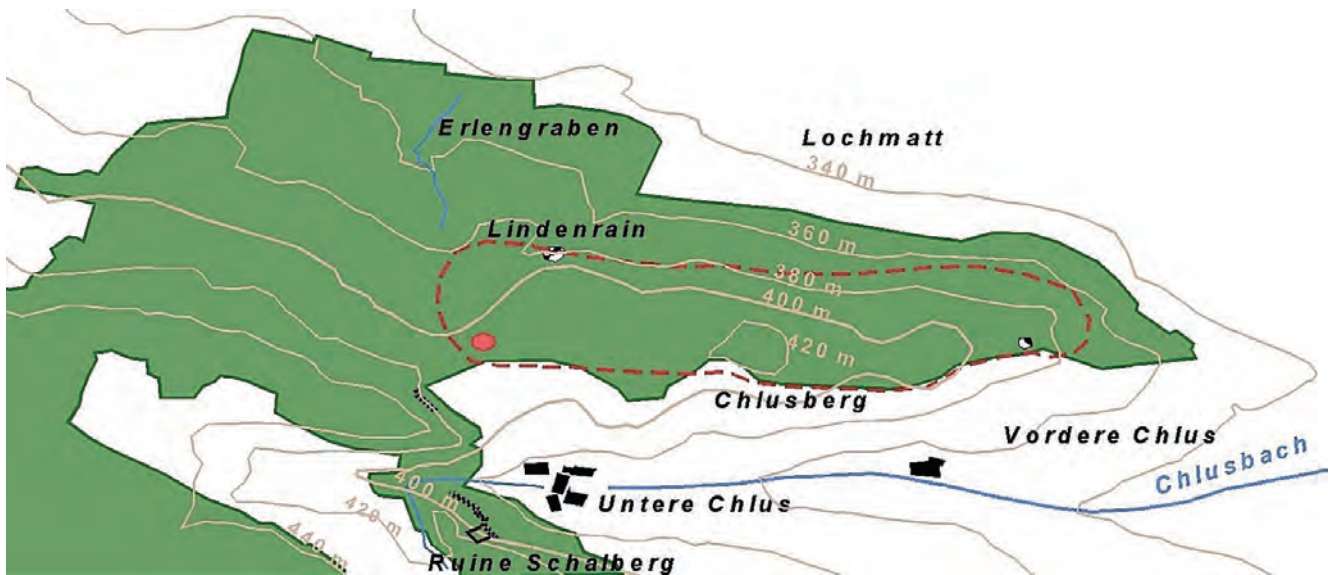 Erlengraben
Lochmatt
340 m
Lindenrain
360 m
380 m
400 m
420 m
Chlusberg
Vordere Chlus
Chlusbach
400 m
Untere Chlus
420 m
440 m
Ruine Schalberg